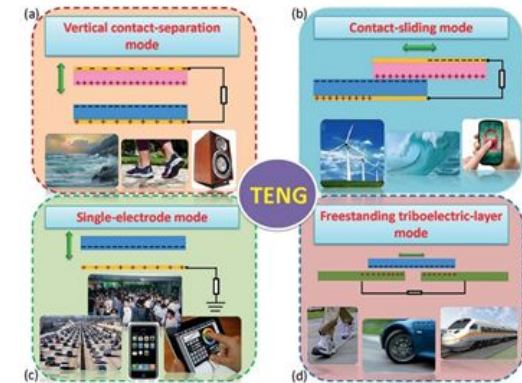 (a)
Vertical contact-separation
mode
(b)
Contact-sliding mode
TENG
Single-electrode mode
(c)
Freestanding triboelectric-layer
mode
(d)